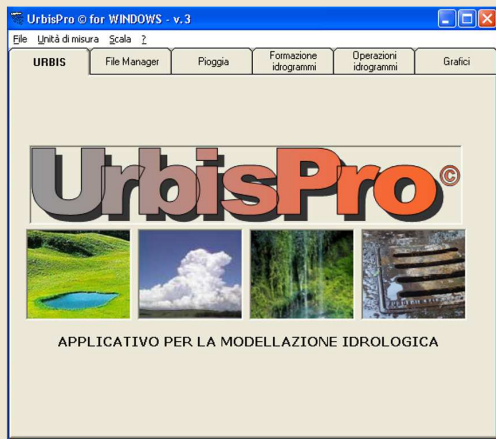 UrbisPro © for WINDOWS - v. 3
File Unità di misura Scala ?
URBIS
File Manager
Pioggia
Formazione
idrogrammi
Operazioni
idrogrammi
Grafici
UrbisPro©
APPLICATIVO PER LA MODELLAZIONE IDROLOGICA